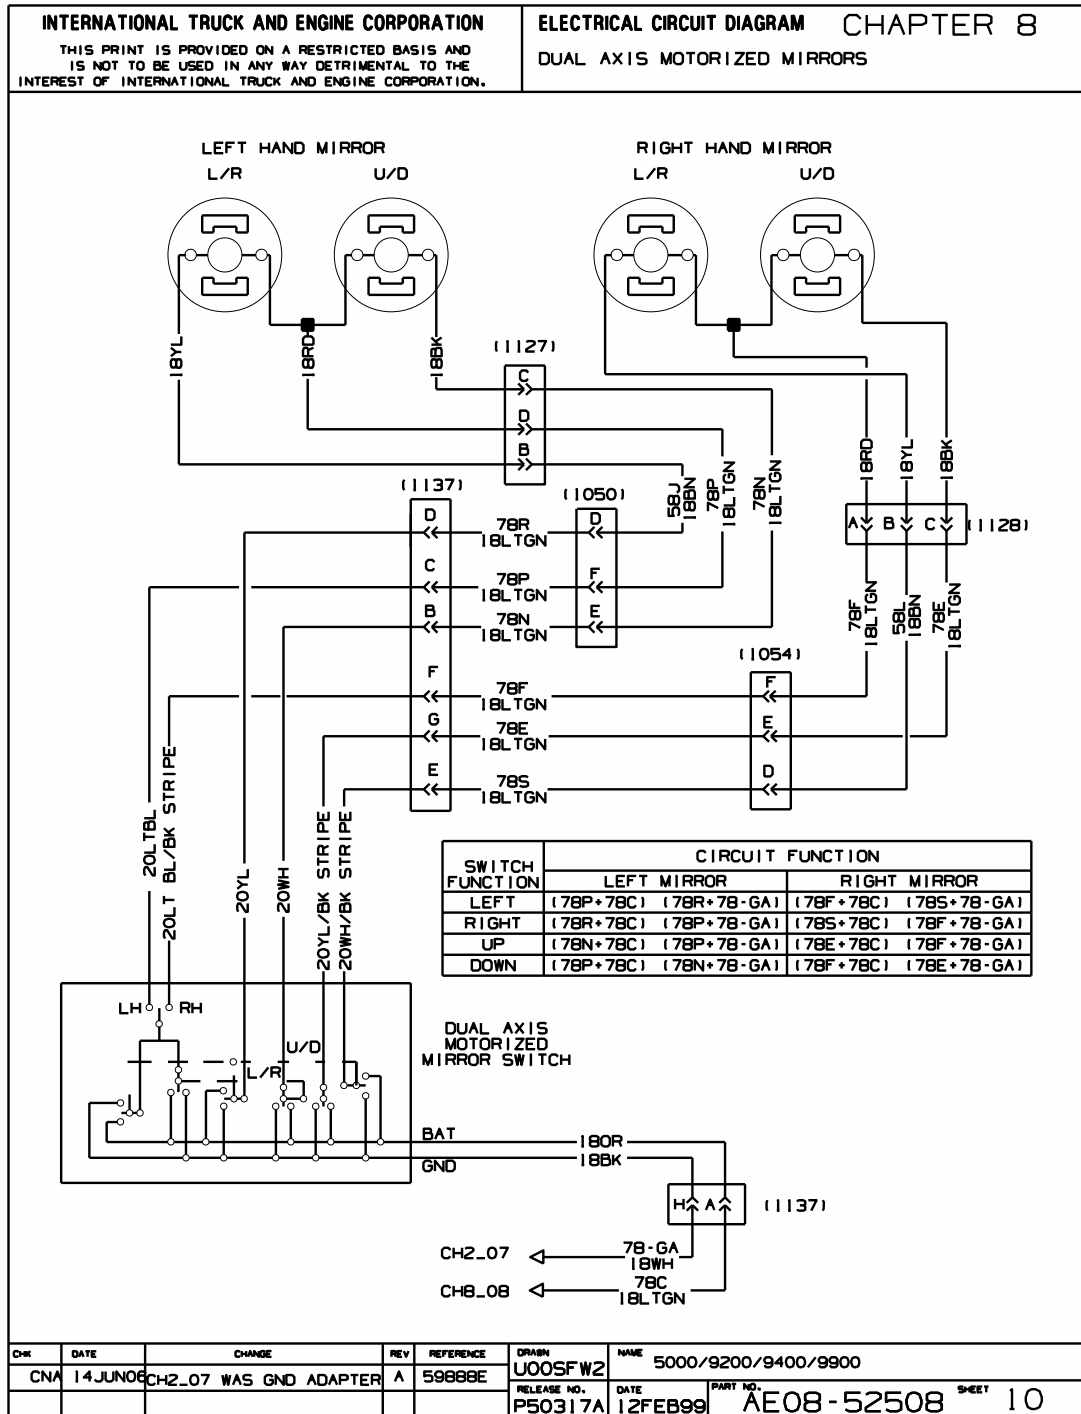 INTERNATIONAL TRUCK AND ENGINE CORPORATION
THIS PRINT IS PROVIDED ON A RESTRICTED BASIS AND
IS NOT TO BE USED IN ANY WAY DETRIMENTAL TO THE
INTEREST OF INTERNATIONAL TRUCK AND ENGINE CORPORATION.
ELECTRICAL CIRCUIT DIAGRAM CHAPTER 8
DUAL AXIS MOTORIZED MIRRORS
LEFT HAND MIRROR
L/R U/D
RIGHT HAND MIRROR
L/R U/D
18YL
18RD
18BK
(1127)
C
D
B
58J
18BN
78P
18LTGN
78N
18LTGN
18RD
18YL
18BK
A B C (1128)
78F
18LTGN
58L
18BN
78E
18LTGN
(1137)
D
C
B
F
G
E
78R
18LTGN
78P
18LTGN
78N
18LTGN
78F
18LTGN
78E
18LTGN
78S
18LTGN
(1050)
D
F
E
(1054)
F
E
D
20LTBL
20LT BL/BK STRIPE
20YL
20WH
20YL/BK STRIPE
20WH/BK STRIPE
SWITCH FUNCTION CIRCUIT FUNCTION
LEFT MIRROR RIGHT MIRROR
LEFT (78P+78C) (78R+78-GA) (78F+78C) (78S+78-GA)
RIGHT (78R+78C) (78P+78-GA) (78S+78C) (78F+78-GA)
UP (78N+78C) (78P+78-GA) (78E+78C) (78F+78-GA)
DOWN (78P+78C) (78N+78-GA) (78F+78C) (78E+78-GA)
LH RH
U/D
L/R
DUAL AXIS
MOTORIZED
MIRROR SWITCH
BAT
GND
18OR
18BK
H A (1137)
CH2_07
78-GA
18WH
CH8_08
78C
18LTGN
CHK DATE CHANGE REV REFERENCE
CNA 14JUN06 CH2_07 WAS GND ADAPTER A 59888E
DRAWN
U00SFW2
NAME 5000/9200/9400/9900
RELEASE NO.
P50317A
DATE
12FEB99
PART NO. AE08-52508 SHEET 10